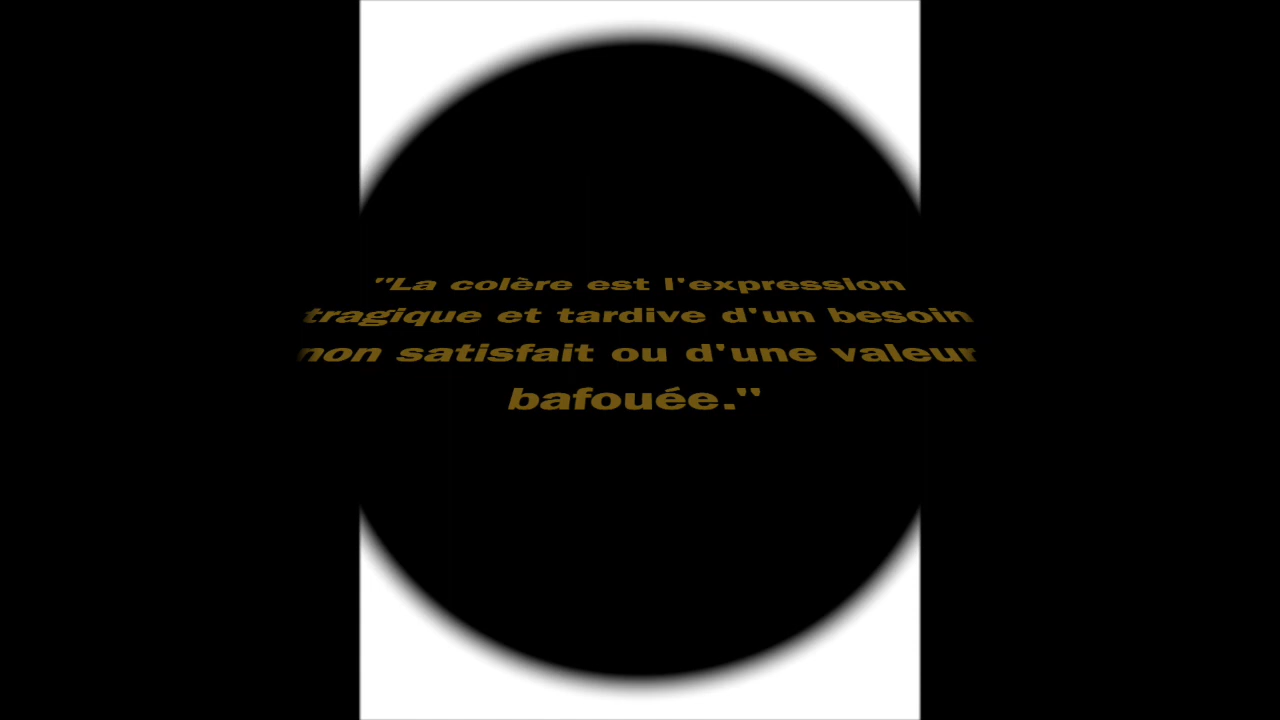 "La colère est l'expression
tragique et tardive d'un besoin
non satisfait ou d'une valeur
bafouée."